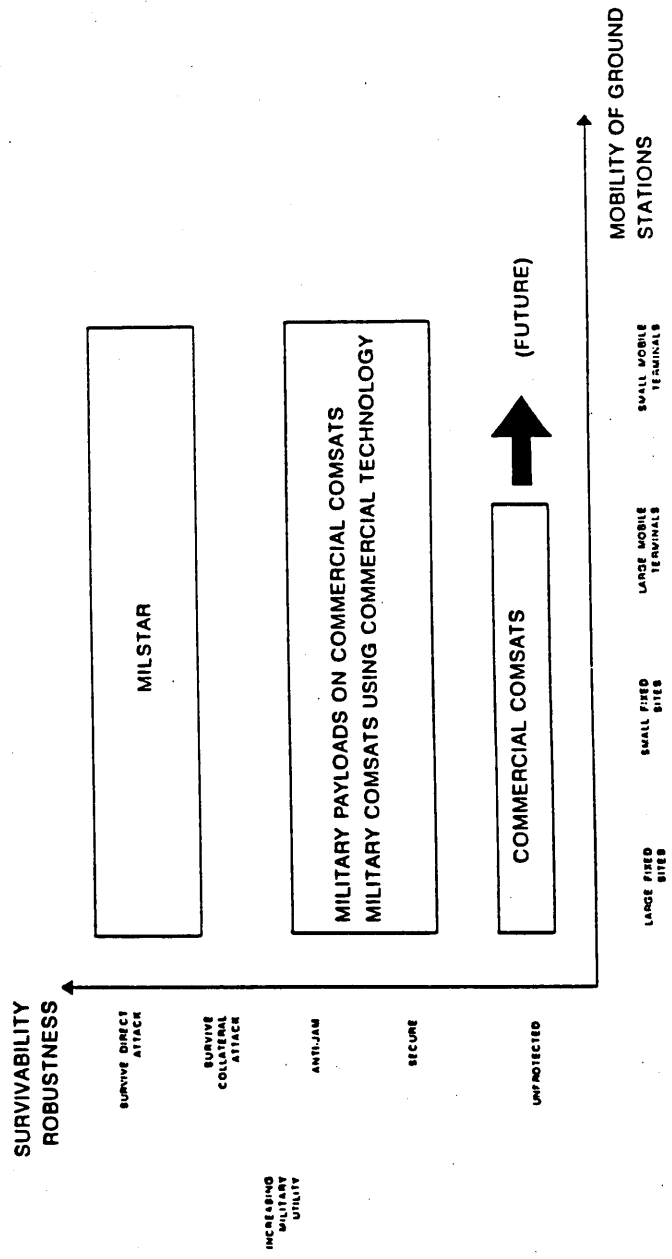 SURVIVABILITY
ROBUSTNESS
INCREASING
MILITARY
UTILITY
SURVIVE DIRECT
ATTACK
SURVIVE
COLLATERAL
ATTACK
ANTI-JAM
SECURE
UNPROTECTED
MILSTAR
MILITARY PAYLOADS ON COMMERCIAL COMSATS
MILITARY COMSATS USING COMMERCIAL TECHNOLOGY
COMMERCIAL COMSATS
(FUTURE)
LARGE FIXED
SITES
SMALL FIXED
SITES
LARGE MOBILE
TERMINALS
SMALL MOBILE
TERMINALS
MOBILITY OF GROUND
STATIONS